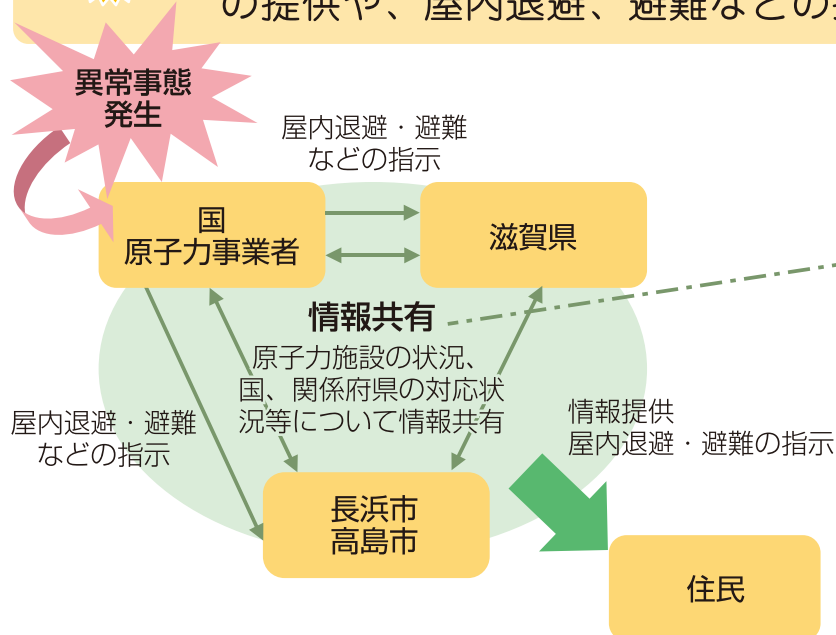 の提供や、屋内退避、避難などの
異常事態
発生
屋内退避・避難
などの指示
国
原子力事業者
滋賀県
情報共有
原子力施設の状況、
国、関係府県の対応状
況等について情報共有
屋内退避・避難
などの指示
情報提供
屋内退避・避難の指示
長浜市
高島市
住民